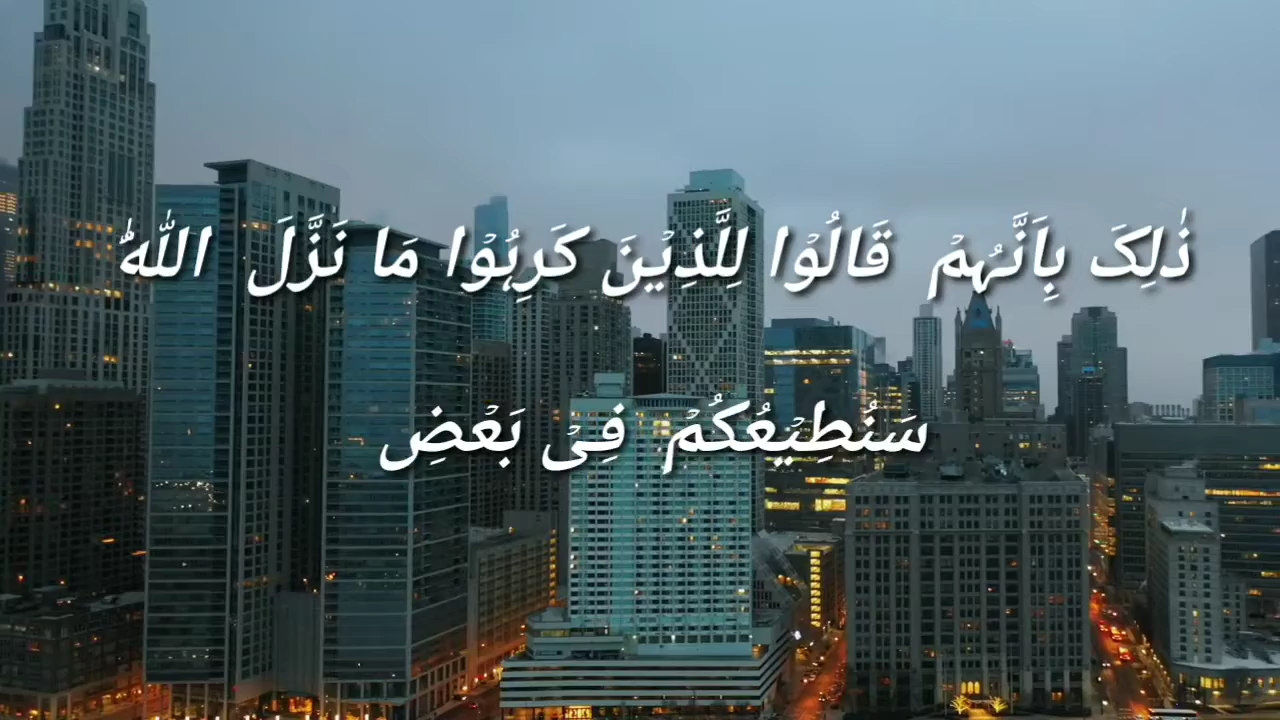 ذٰلِکَ بِاَنَّہُمۡ قَالُوۡا لِلَّذِیۡنَ کَرِہُوۡا مَا نَزَّلَ اللّٰہُ
سَنُطِیۡعُکُمۡ فِیۡ بَعۡضِ